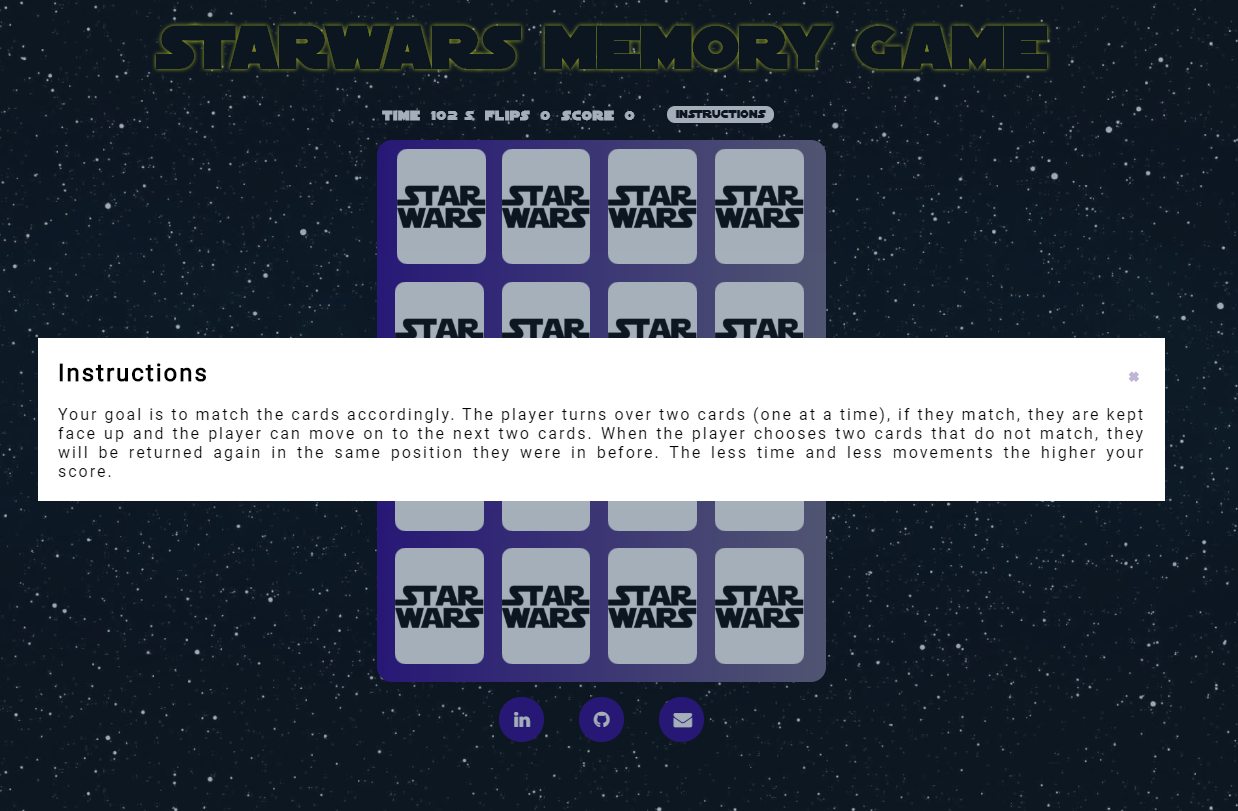 STARWARS MEMORY GAME
TIME 102 S FLIPS 0 SCORE 0 INSTRUCTIONS
STAR WARS STAR WARS STAR WARS STAR WARS
STAR STAR STAR STAR
Instructions
Your goal is to match the cards accordingly. The player turns over two cards (one at a time), if they match, they are kept
face up and the player can move on to the next two cards. When the player chooses two cards that do not match, they
will be returned again in the same position they were in before. The less time and less movements the higher your
score.
STAR WARS STAR WARS STAR WARS STAR WARS
in